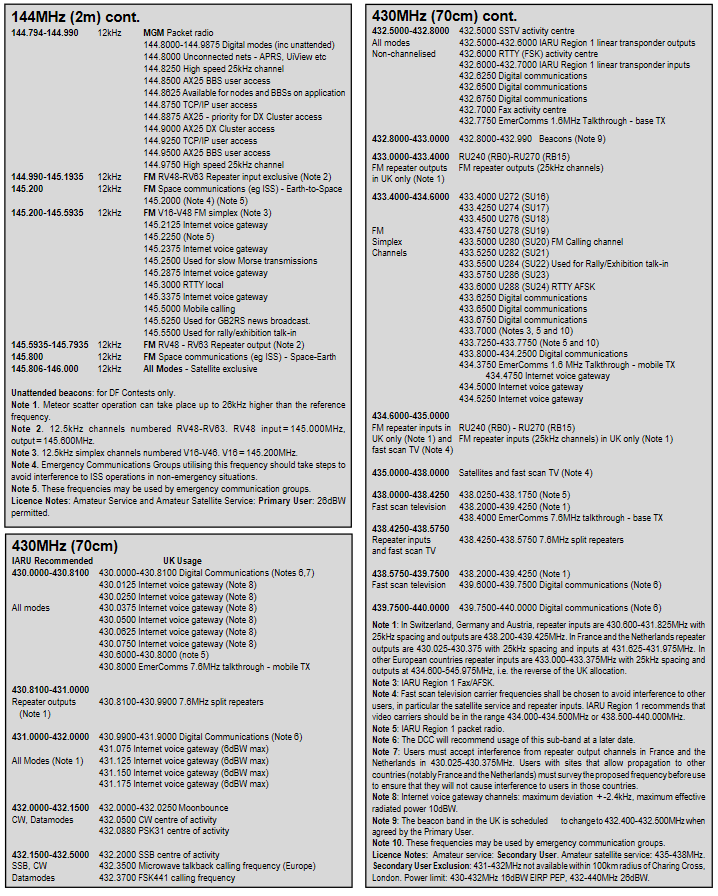 144MHz (2m) cont.
144.794-144.990 12kHz MGM Packet radio
144.8000-144.9875 Digital modes (inc unattended)
144.8000 Unconnected nets - APRS, UiView etc
144.8250 High speed 25kHz channel
144.8500 AX25 BBS user access
144.8625 Available for nodes and BBSs on application
144.8750 TCP/IP user access
144.8875 AX25 - priority for DX Cluster access
144.9000 AX25 DX Cluster access
144.9250 TCP/IP user access
144.9500 AX25 BBS user access
144.9750 High speed 25kHz channel
144.990-145.1935 12kHz FM RV48-RV63 Repeater input exclusive (Note 2)
145.200 12kHz FM Space communications (eg ISS) - Earth-to-Space
145.2000 (Note 4) (Note 5)
145.200-145.5935 12kHz FM V16-V48 FM simplex (Note 3)
145.2125 Internet voice gateway
145.2250 (Note 5)
145.2375 Internet voice gateway
145.2500 Used for slow Morse transmissions
145.2875 Internet voice gateway
145.3000 RTTY local
145.3375 Internet voice gateway
145.5000 Mobile calling
145.5250 Used for GB2RS news broadcast.
145.5500 Used for rally/exhibition talk-in
145.5935-145.7935 12kHz FM RV48 - RV63 Repeater output (Note 2)
145.800 12kHz FM Space communications (eg ISS) - Space-Earth
145.806-146.000 12kHz All Modes - Satellite exclusive
Unattended beacons: for DF Contests only.
Note 1. Meteor scatter operation can take place up to 26kHz higher than the reference
frequency.
Note 2. 12.5kHz channels numbered RV48-RV63. RV48 input=145.000MHz,
output=145.600MHz.
Note 3. 12.5kHz simplex channels numbered V16-V46. V16=145.200MHz.
Note 4. Emergency Communications Groups utilising this frequency should take steps to
avoid interference to ISS operations in non-emergency situations.
Note 5. These frequencies may be used by emergency communication groups.
Licence Notes: Amateur Service and Amateur Satellite Service: Primary User: 26dBW
permitted.
430MHz (70cm)
IARU Recommended UK Usage
430.0000-430.8100 430.0000-430.8100 Digital Communications (Notes 6,7)
430.0125 Internet voice gateway (Note 8)
430.0250 Internet voice gateway (Note 8)
All modes 430.0375 Internet voice gateway (Note 8)
430.0500 Internet voice gateway (Note 8)
430.0625 Internet voice gateway (Note 8)
430.0750 Internet voice gateway (Note 8)
430.6000-430.8000 (note 5)
430.8000 EmerComms 7.6MHz talkthrough - mobile TX
430.8100-431.0000
Repeater outputs 430.8100-430.9900 7.6MHz split repeaters
(Note 1)
431.0000-432.0000 430.9900-431.9000 Digital Communications (Note 6)
431.075 Internet voice gateway (6dBW max)
All Modes (Note 1) 431.125 Internet voice gateway (6dBW max)
431.150 Internet voice gateway (6dBW max)
431.175 Internet voice gateway (6dBW max)
432.0000-432.1500 432.0000-432.0250 Moonbounce
CW, Datamodes 432.0500 CW centre of activity
432.0880 PSK31 centre of activity
432.1500-432.5000 432.2000 SSB centre of activity
SSB, CW 432.3500 Microwave talkback calling frequency (Europe)
Datamodes 432.3700 FSK441 calling frequency
430MHz (70cm) cont.
432.5000-432.8000 432.5000 SSTV activity centre
All modes 432.5000-432.6000 IARU Region 1 linear transponder outputs
Non-channelised 432.6000 RTTY (FSK) activity centre
432.6000-432.7000 IARU Region 1 linear transponder inputs
432.6250 Digital communications
432.6500 Digital communications
432.6750 Digital communications
432.7000 Fax activity centre
432.7750 EmerComms 1.6MHz Talkthrough - base TX
432.8000-433.0000 432.8000-432.990 Beacons (Note 9)
433.0000-433.4000 RU240 (RB0)-RU270 (RB15)
FM repeater outputs FM repeater outputs (25kHz channels)
in UK only (Note 1)
433.4000-434.6000 433.4000 U272 (SU16)
433.4250 U274 (SU17)
433.4500 U276 (SU18)
FM 433.4750 U278 (SU19)
Simplex 433.5000 U280 (SU20) FM Calling channel
Channels 433.5250 U282 (SU21)
433.5500 U284 (SU22) Used for Rally/Exhibition talk-in
433.5750 U286 (SU23)
433.6000 U288 (SU24) RTTY AFSK
433.6250 Digital communications
433.6500 Digital communications
433.6750 Digital communications
433.7000 (Notes 3, 5 and 10)
433.7250-433.7750 (Note 5 and 10)
433.8000-434.2500 Digital communications
434.3750 EmerComms 1.6 MHz Talkthrough - mobile TX
434.4750 Internet voice gateway
434.5000 Internet voice gateway
434.5250 Internet voice gateway
434.6000-435.0000
FM repeater inputs in RU240 (RB0) - RU270 (RB15)
UK only (Note 1) and FM repeater inputs (25kHz channels) in UK only (Note 1)
fast scan TV (Note 4)
435.0000-438.0000 Satellites and fast scan TV (Note 4)
438.0000-438.4250 438.0250-438.1750 (Note 5)
Fast scan television 438.2000-439.4250 (Note 1)
438.4000 EmerComms 7.6MHz talkthrough - base TX
438.4250-438.5750
Repeater inputs 438.4250-438.5750 7.6MHz split repeaters
and fast scan TV
438.5750-439.7500 438.2000-439.4250 (Note 1)
Fast scan television 439.6000-439.7500 Digital communications (Note 6)
439.7500-440.0000 439.7500-440.0000 Digital communications (Note 6)
Note 1: In Switzerland, Germany and Austria, repeater inputs are 430.600-431.825MHz with
25kHz spacing and outputs are 438.200-439.425MHz. In France and the Netherlands repeater
outputs are 430.025-430.375 with 25kHz spacing and inputs at 431.625-431.975MHz. In
other European countries repeater inputs are 433.000-433.375MHz with 25kHz spacing and
outputs at 434.600-545.975MHz, i.e. the reverse of the UK allocation.
Note 3: IARU Region 1 Fax/AFSK.
Note 4: Fast scan television carrier frequencies shall be chosen to avoid interference to other
users, in particular the satellite service and repeater inputs. IARU Region 1 recommends that
video carriers should be in the range 434.000-434.500MHz or 438.500-440.000MHz.
Note 5: IARU Region 1 packet radio.
Note 6: The DCC will recommend usage of this sub-band at a later date.
Note 7: Users must accept interference from repeater output channels in France and the
Netherlands in 430.025-430.375MHz. Users with sites that allow propagation to other
countries (notably France and the Netherlands) must survey the proposed frequency before use
to ensure that they will not cause interference to users in those countries.
Note 8: Internet voice gateway channels: maximum deviation +-2.4kHz, maximum effective
radiated power 10dBW.
Note 9: The beacon band in the UK is scheduled to change to 432.400-432.500MHz when
agreed by the Primary User.
Note 10. These frequencies may be used by emergency communication groups.
Licence Notes: Amateur service: Secondary User. Amateur satellite service: 435-438MHz.
Secondary User Exclusion: 431-432MHz not available within 100km radius of Charing Cross,
London. Power limit: 430-432MHz 16dBW EIRP PEP, 432-440MHz 26dBW.